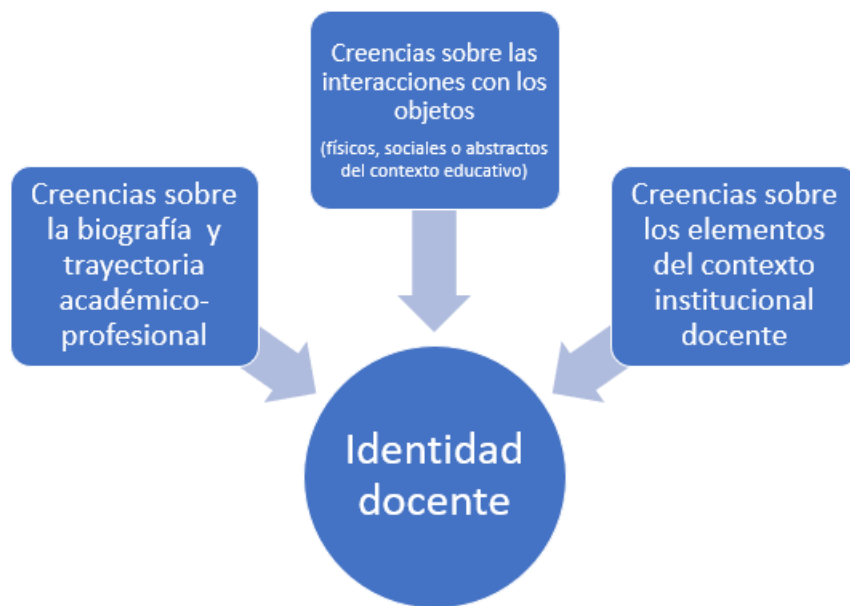 Creencias sobre las
interacciones con los
objetos
(físicos, sociales o abstractos
del contexto educativo)
Creencias sobre
la biografía y
trayectoria
académico-
profesional
Creencias sobre
los elementos
del contexto
institucional
docente
Identidad
docente